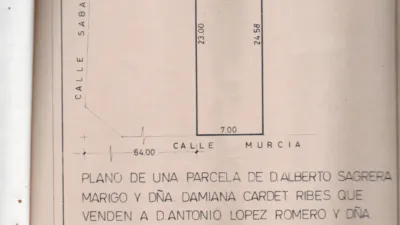 CALLE SABA
23.00
24.58
7.00
64.00
CALLE MURCIA
PLANO DE UNA PARCELA DE D.ALBERTO SAGRERA
MARIGO Y DÑA. DAMIANA CARDET RIBES QUE
VENDEN A D.ANTONIO LOPEZ ROMERO Y DÑA.